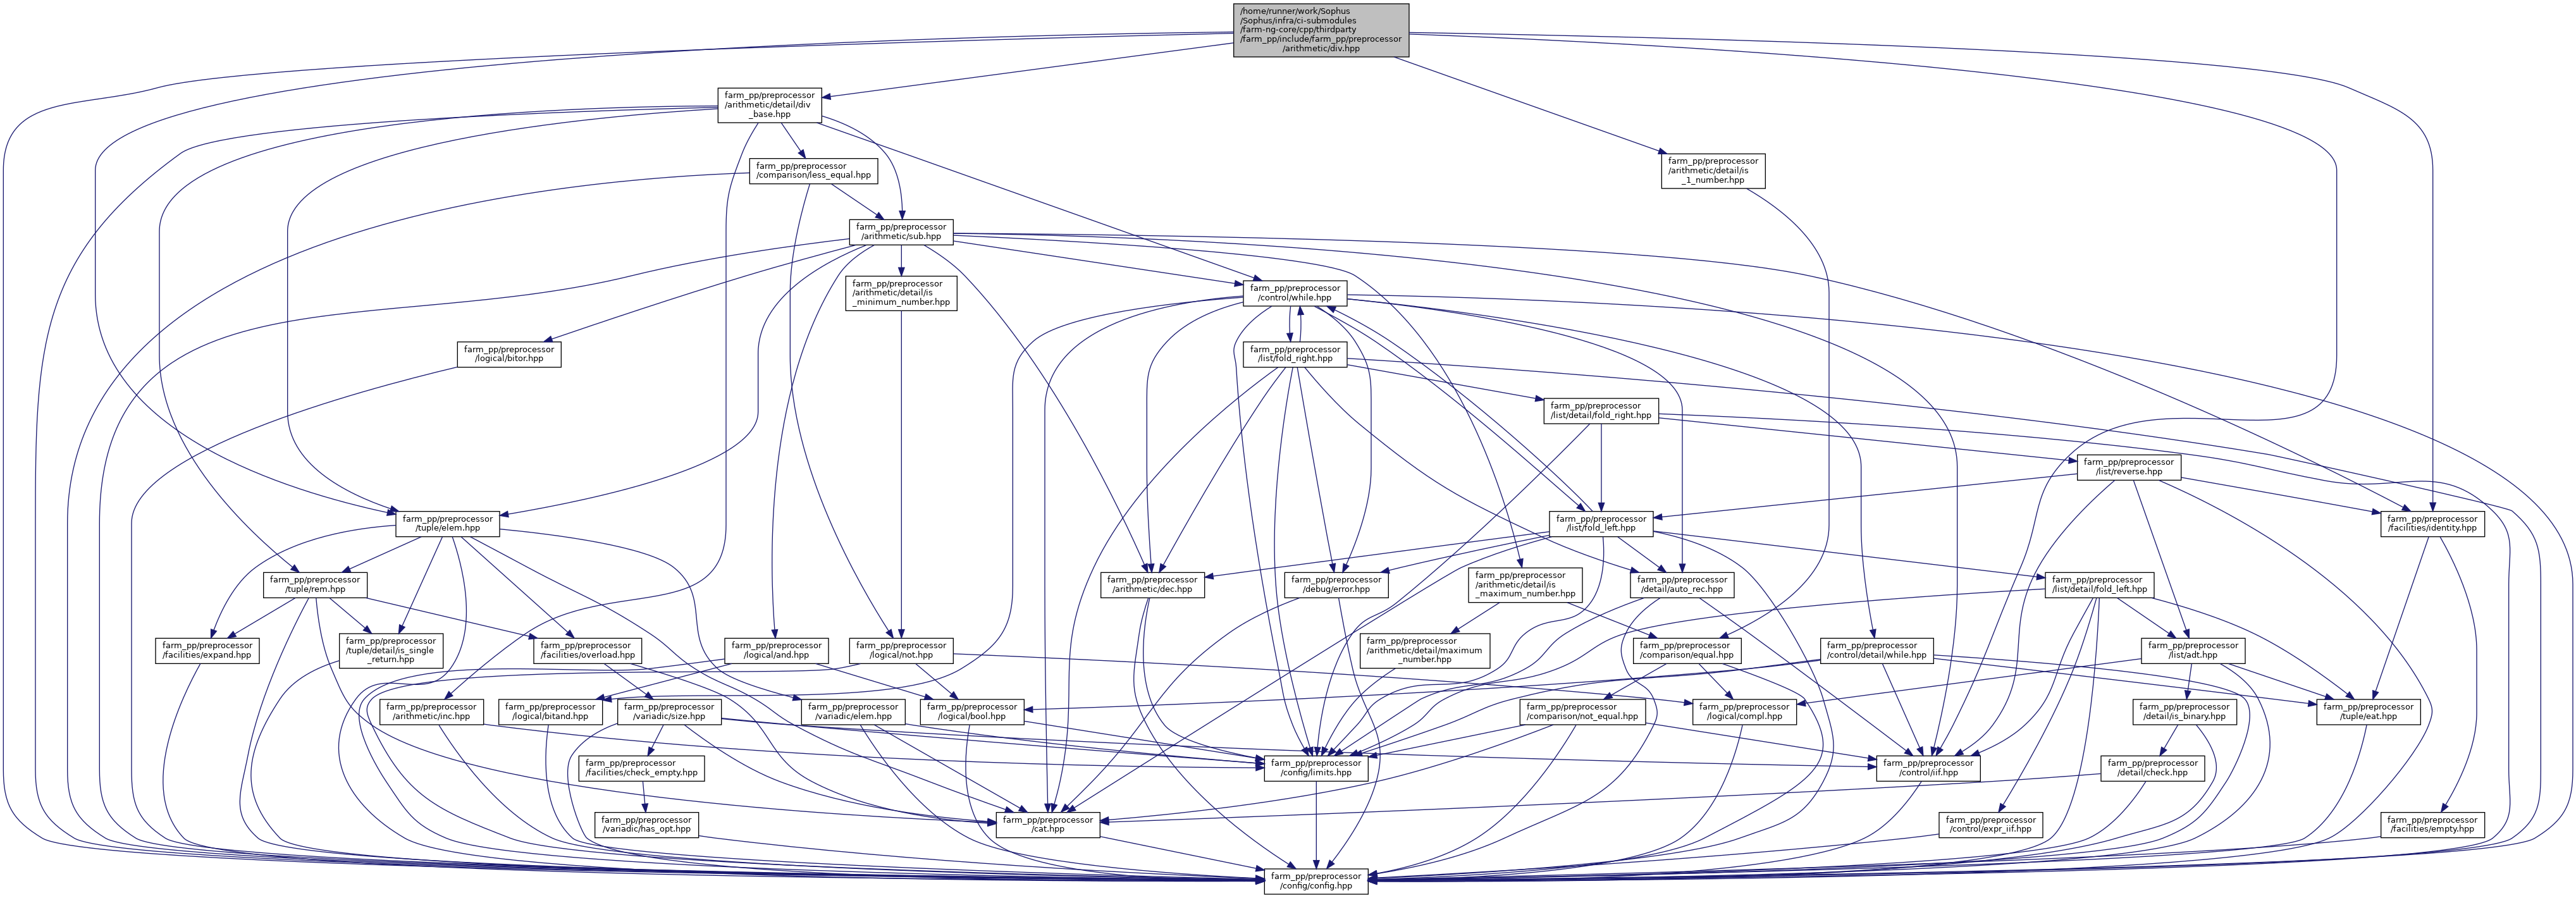 /home/runner/work/Sophus
/Sophus/infra/ci-submodules
/farm-ng-core/cpp/thirdparty
/farm_pp/include/farm_pp/preprocessor
/arithmetic/div.hpp
farm_pp/preprocessor
/arithmetic/detail/div
_base.hpp
farm_pp/preprocessor
/comparison/less_equal.hpp
farm_pp/preprocessor
/arithmetic/detail/is
_1_number.hpp
farm_pp/preprocessor
/arithmetic/sub.hpp
farm_pp/preprocessor
/arithmetic/detail/is
_minimum_number.hpp
farm_pp/preprocessor
/control/while.hpp
farm_pp/preprocessor
/logical/bitor.hpp
farm_pp/preprocessor
/list/fold_right.hpp
farm_pp/preprocessor
/list/detail/fold_right.hpp
farm_pp/preprocessor
/list/reverse.hpp
farm_pp/preprocessor
/tuple/elem.hpp
farm_pp/preprocessor
/list/fold_left.hpp
farm_pp/preprocessor
/facilities/identity.hpp
farm_pp/preprocessor
/tuple/rem.hpp
farm_pp/preprocessor
/arithmetic/dec.hpp
farm_pp/preprocessor
/debug/error.hpp
farm_pp/preprocessor
/arithmetic/detail/is
_maximum_number.hpp
farm_pp/preprocessor
/detail/auto_rec.hpp
farm_pp/preprocessor
/list/detail/fold_left.hpp
farm_pp/preprocessor
/facilities/expand.hpp
farm_pp/preprocessor
/tuple/detail/is_single
_return.hpp
farm_pp/preprocessor
/facilities/overload.hpp
farm_pp/preprocessor
/logical/and.hpp
farm_pp/preprocessor
/logical/not.hpp
farm_pp/preprocessor
/arithmetic/detail/maximum
_number.hpp
farm_pp/preprocessor
/comparison/equal.hpp
farm_pp/preprocessor
/control/detail/while.hpp
farm_pp/preprocessor
/list/adt.hpp
farm_pp/preprocessor
/arithmetic/inc.hpp
farm_pp/preprocessor
/logical/bitand.hpp
farm_pp/preprocessor
/variadic/size.hpp
farm_pp/preprocessor
/variadic/elem.hpp
farm_pp/preprocessor
/logical/bool.hpp
farm_pp/preprocessor
/comparison/not_equal.hpp
farm_pp/preprocessor
/logical/compl.hpp
farm_pp/preprocessor
/detail/is_binary.hpp
farm_pp/preprocessor
/tuple/eat.hpp
farm_pp/preprocessor
/facilities/check_empty.hpp
farm_pp/preprocessor
/config/limits.hpp
farm_pp/preprocessor
/control/iif.hpp
farm_pp/preprocessor
/detail/check.hpp
farm_pp/preprocessor
/variadic/has_opt.hpp
farm_pp/preprocessor
/cat.hpp
farm_pp/preprocessor
/control/expr_iif.hpp
farm_pp/preprocessor
/facilities/empty.hpp
farm_pp/preprocessor
/config/config.hpp